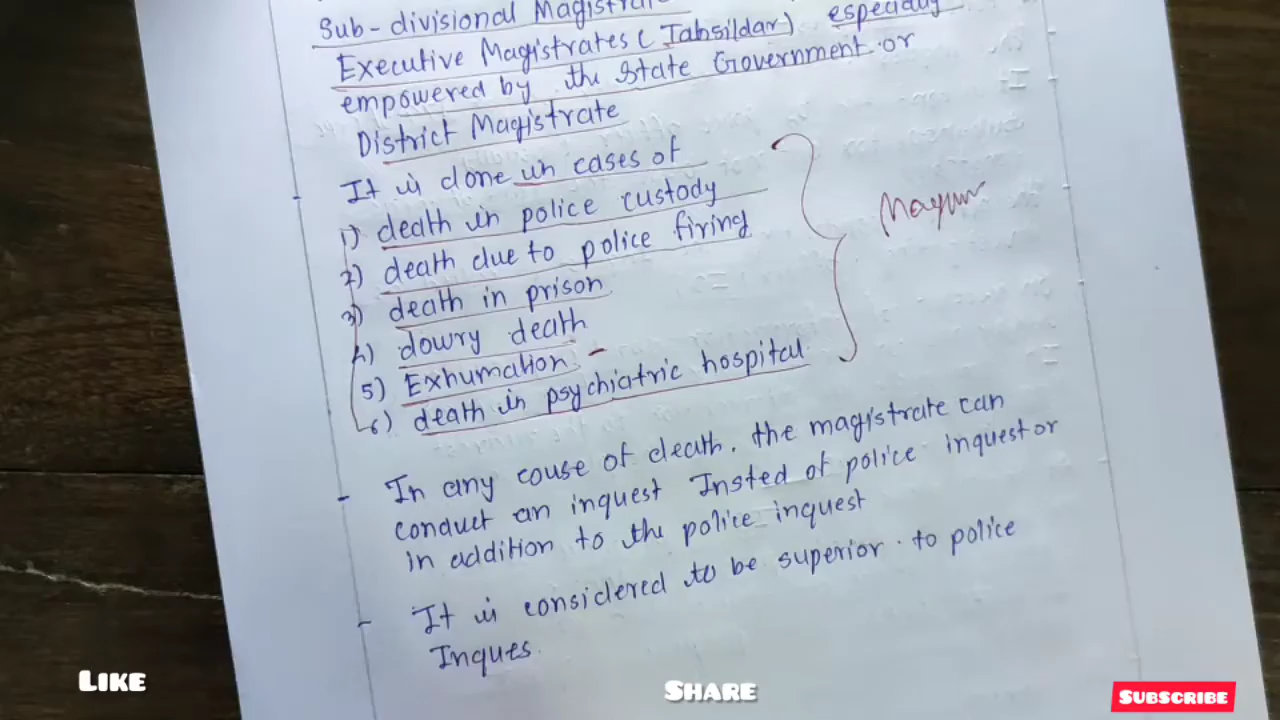 Sub-divisional Magistrate
Executive Magistrates (Tahsildar) especially
empowered by the State Government or
District Magistrate
It is done in cases of
1) death in police custody
2) death due to police firing
3) death in prison
4) dowry death
5) Exhumation
6) death in psychiatric hospital
In any couse of death, the magistrate can
conduct an inquest Insted of police inquest or
in addition to the police inquest
It is considered to be superior to police
Inques
LIKE
SHARE
SUBSCRIBE